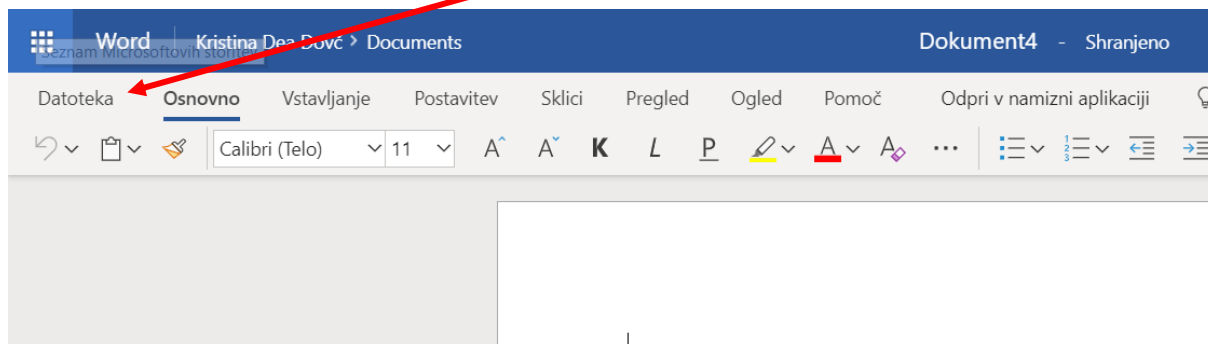 Word Kristina Dea Dovč > Documents Dokument4 - Shranjeno
Seznam Microsoftovih storitev
Datoteka Osnovno Vstavljanje Postavitev Sklici Pregled Ogled Pomoč Odpri v namizni aplikaciji
Calibri (Telo) 11 A A K L P A A ...